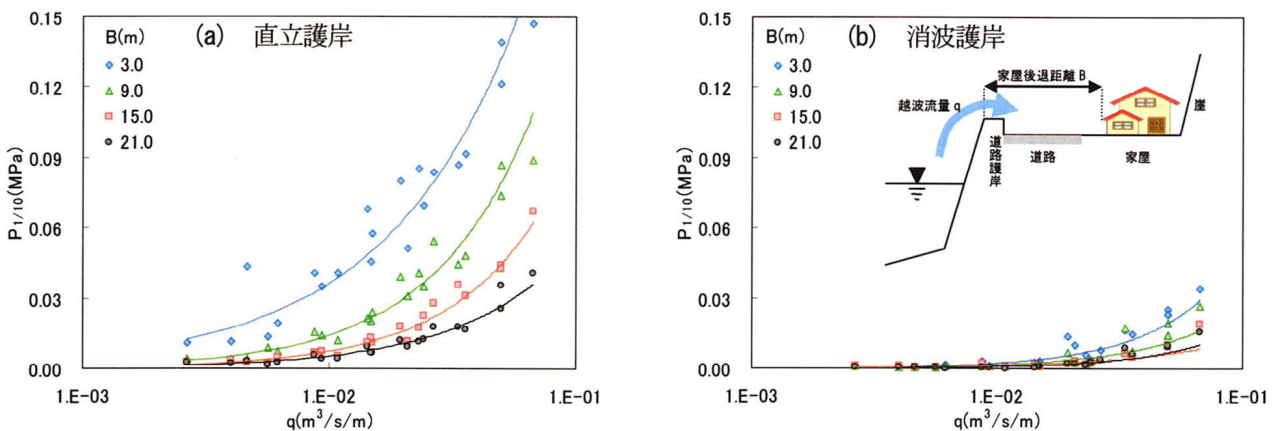 (a) 直立護岸
B(m)
3.0
9.0
15.0
21.0
P1/10(MPa)
0.15
0.12
0.09
0.06
0.03
0.00
1.E-03
1.E-02
1.E-01
q(m³/s/m)
(b) 消波護岸
B(m)
3.0
9.0
15.0
21.0
家屋後退距離 B
越波流量 q
崖
道路護岸
道路
家屋
P1/10(MPa)
0.15
0.12
0.09
0.06
0.03
0.00
1.E-03
1.E-02
1.E-01
q(m³/s/m)